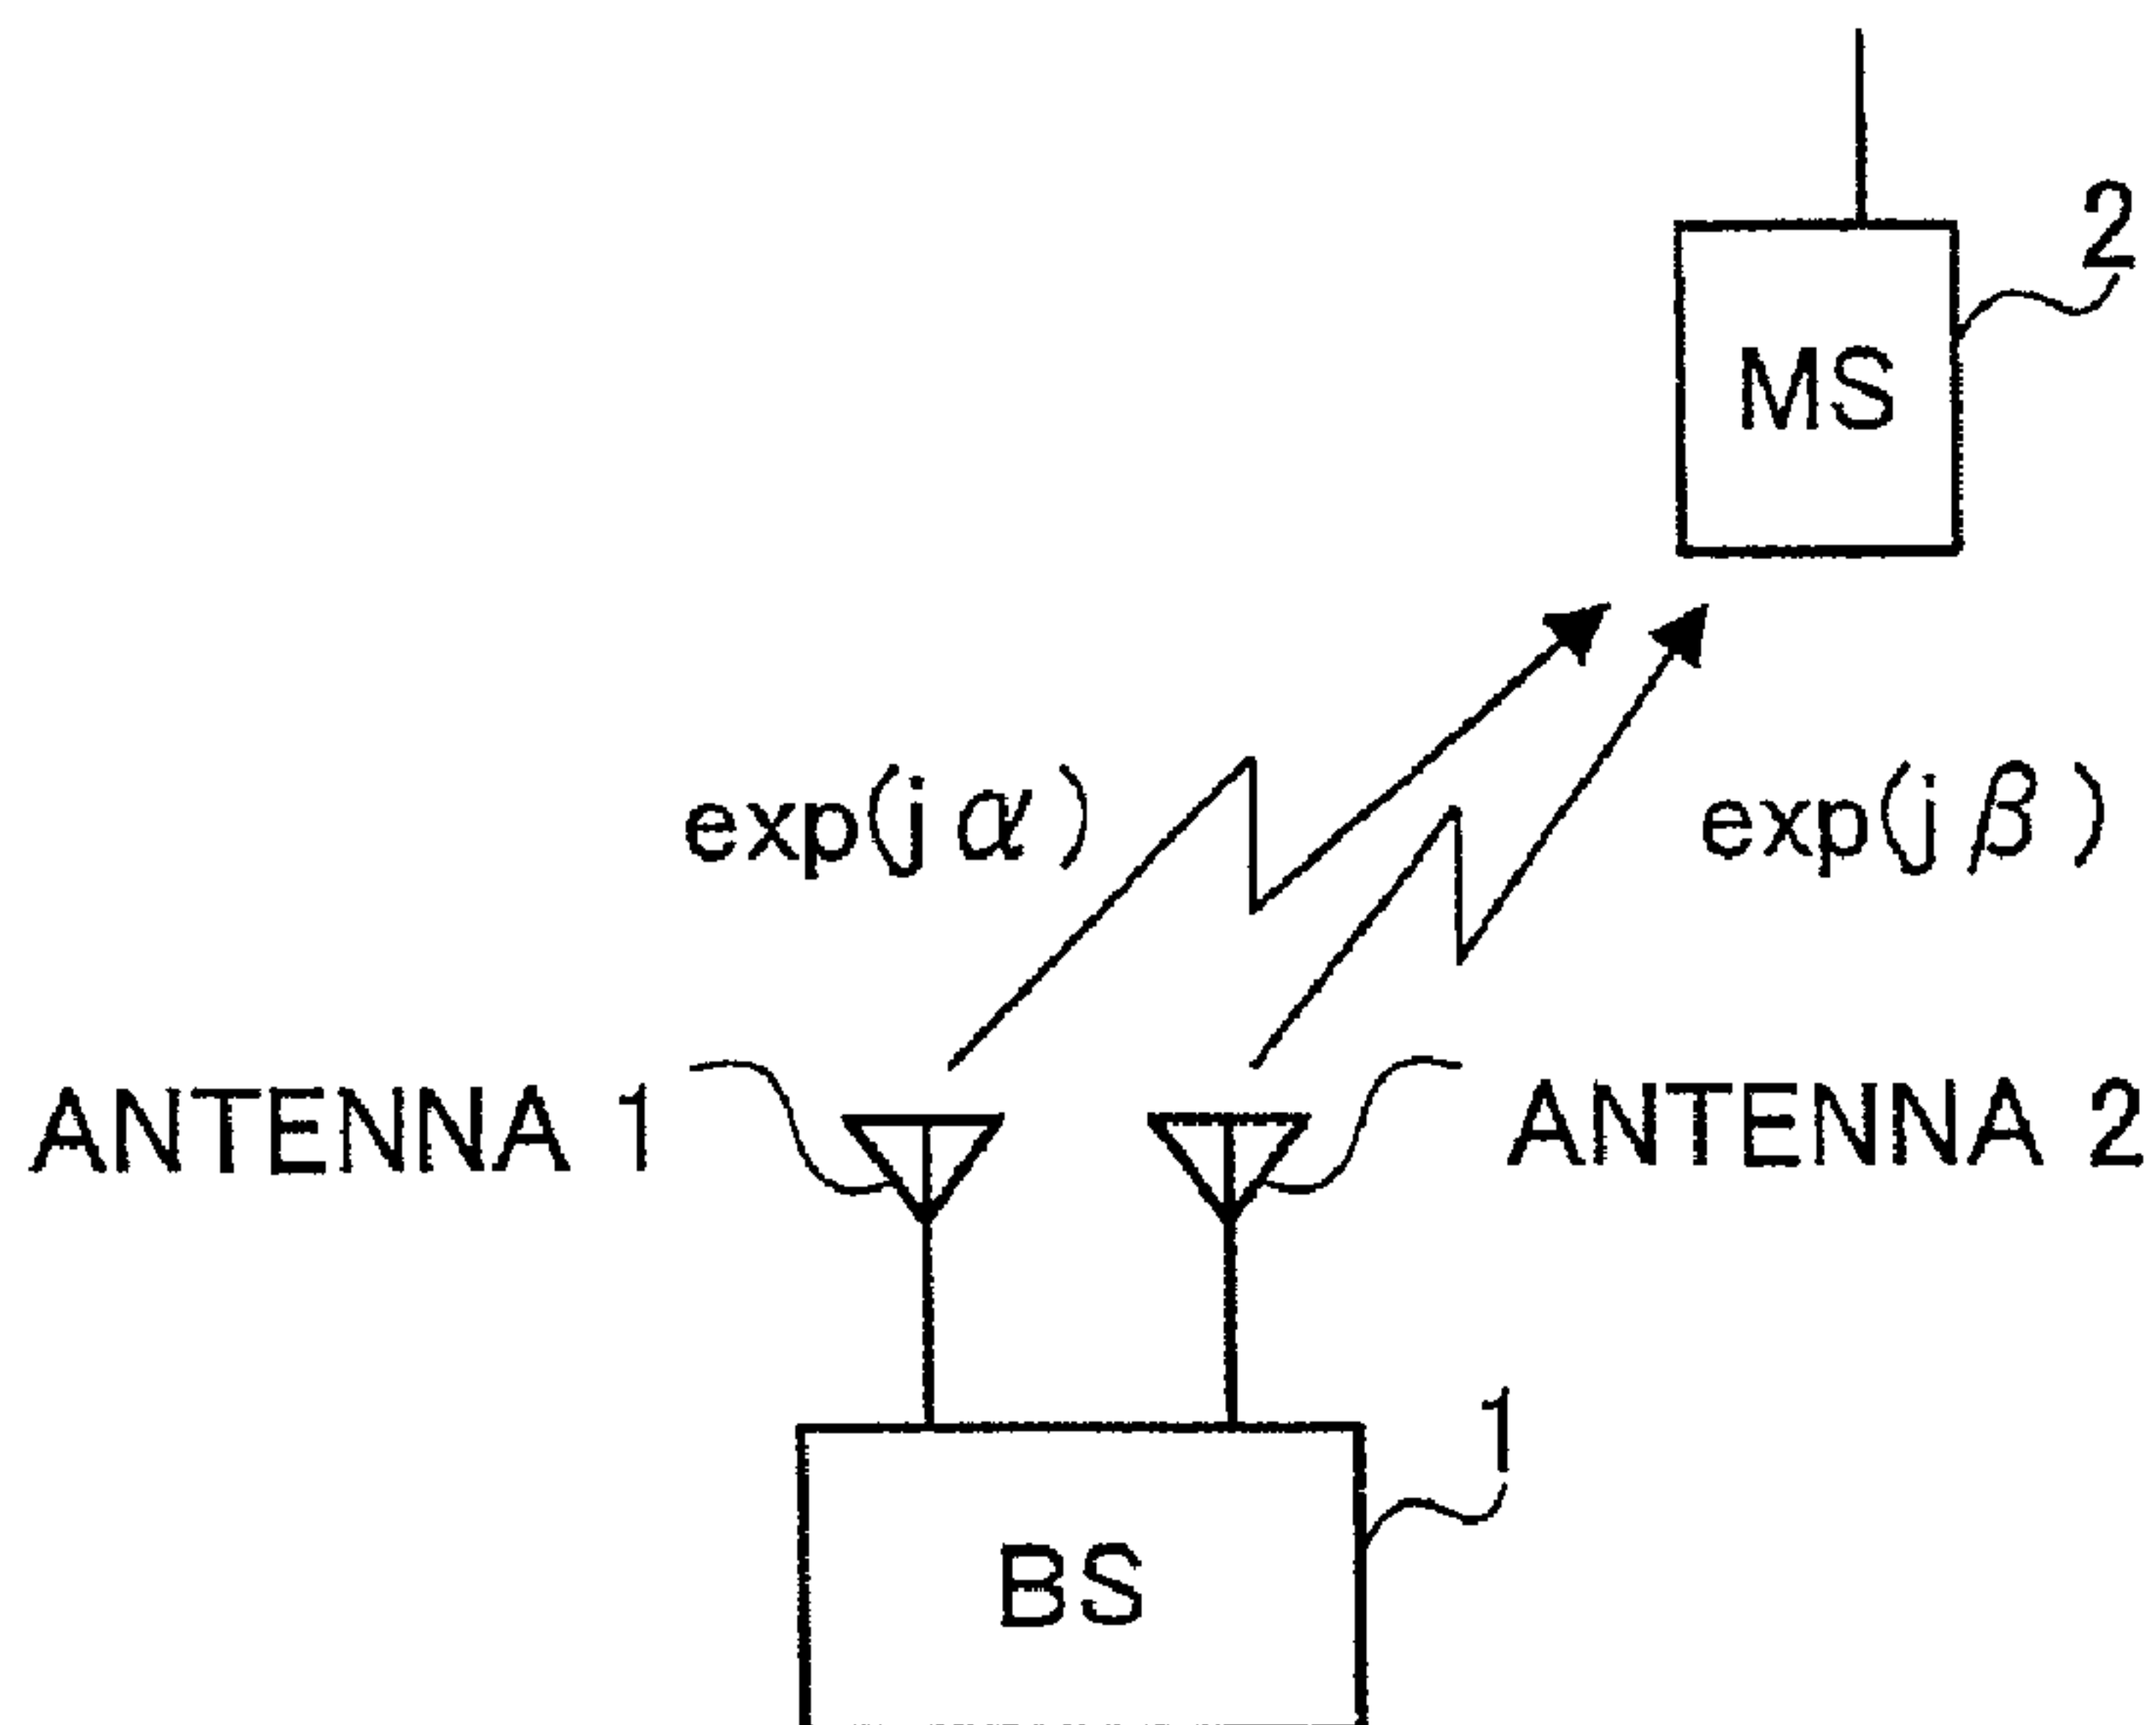 2
MS
exp(jα)
exp(jβ)
ANTENNA 1
ANTENNA 2
1
BS